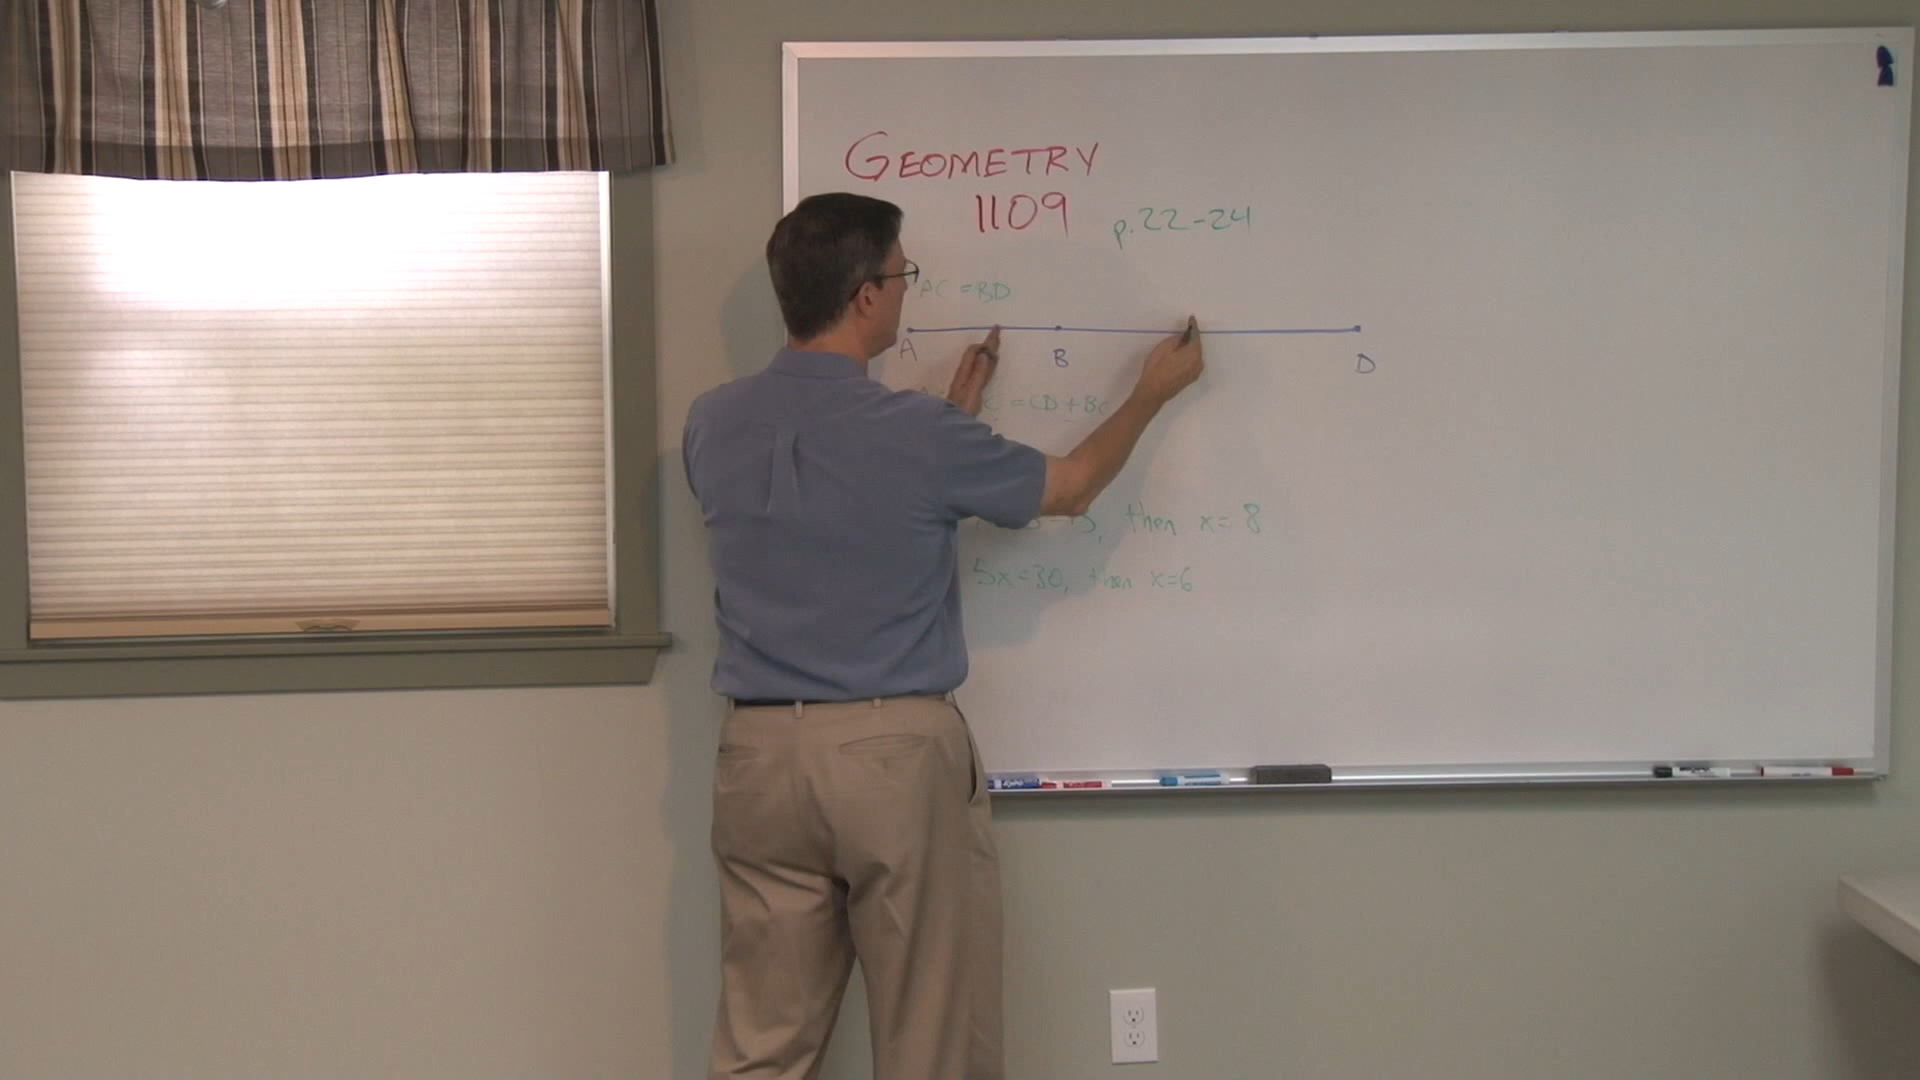 GEOMETRY
1109 p.22-24
AC = BD
A B D
C = CD + BC
then x = 8
5x=30, then x=6